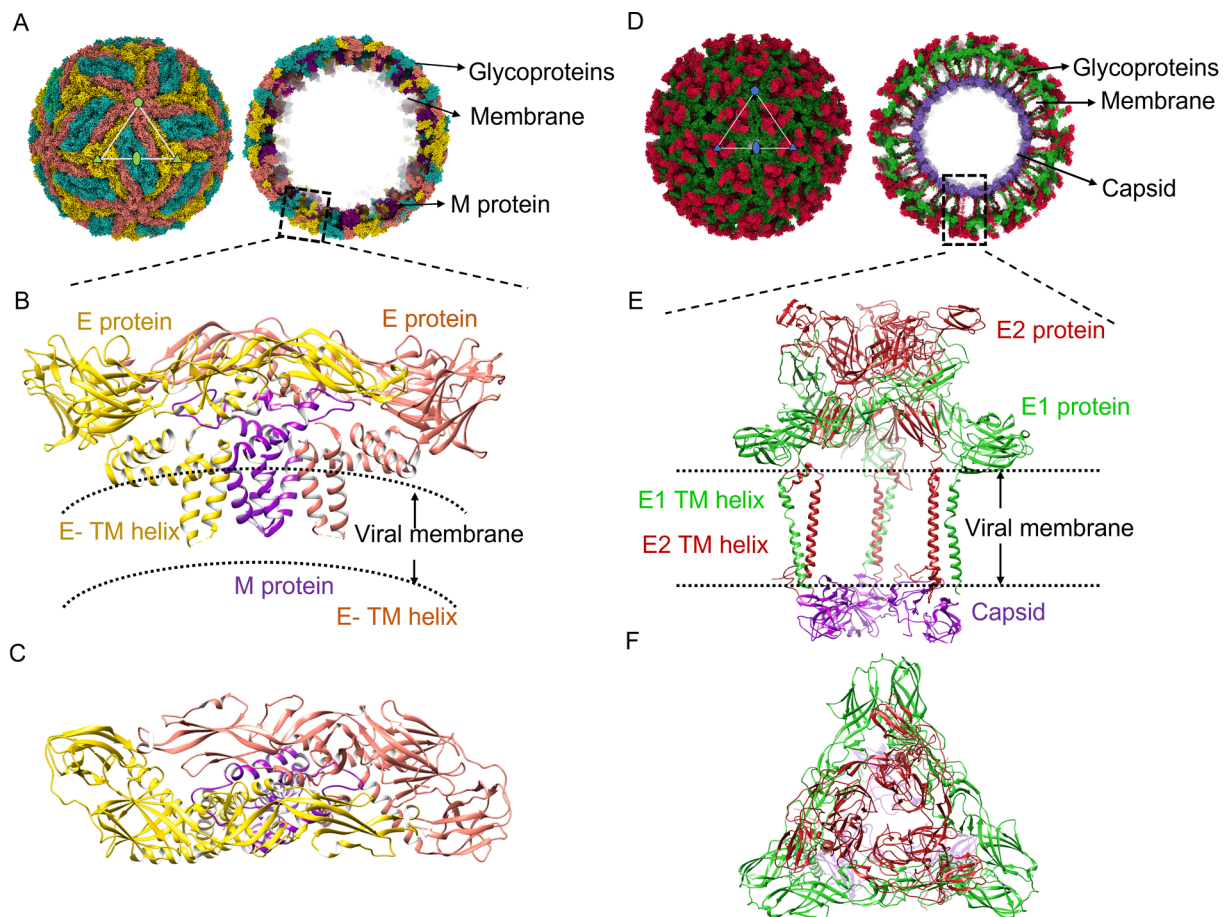 A
Glycoproteins
Membrane
M protein
B
E protein
E protein
E- TM helix
Viral membrane
M protein
E- TM helix
C
D
Glycoproteins
Membrane
Capsid
E
E2 protein
E1 protein
E1 TM helix
Viral membrane
E2 TM helix
Capsid
F